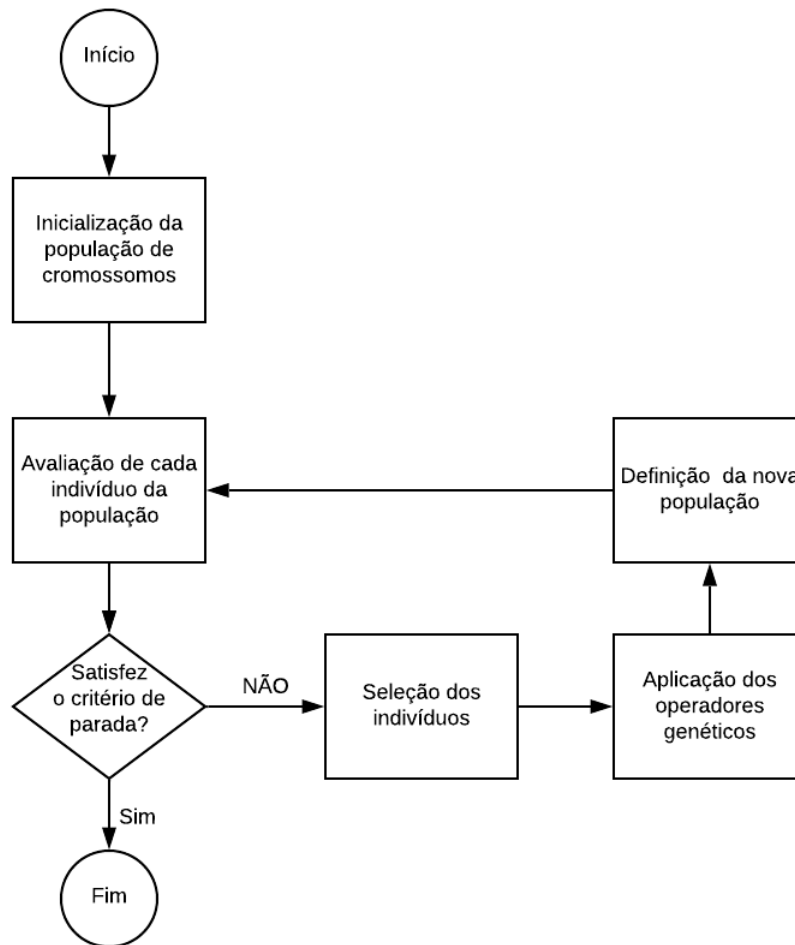 Início
Inicialização da
população de
cromossomos
Avaliação de cada
indivíduo da
população
Definição da nova
população
Satisfez
o critério de
parada?
NÃO
Seleção dos
indivíduos
Aplicação dos
operadores
genéticos
Sim
Fim